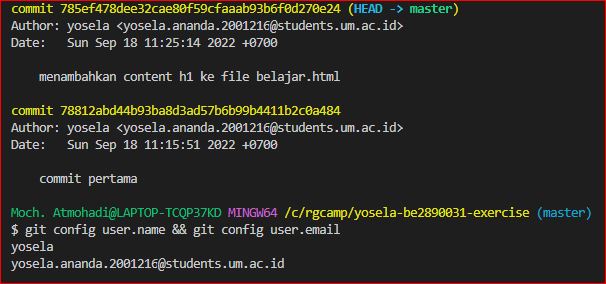 commit 785ef478dee32cae80f59cfaaab93b6f0d270e24 (HEAD -> master)
Author: yosela <yosela.ananda.2001216@students.um.ac.id>
Date:   Sun Sep 18 11:25:14 2022 +0700
    menambahkan content h1 ke file belajar.html
commit 78812abd44b93ba8d3ad57b6b99b4411b2c0a484
Author: yosela <yosela.ananda.2001216@students.um.ac.id>
Date:   Sun Sep 18 11:15:51 2022 +0700
    commit pertama
Moch. Atmohadi@LAPTOP-TCQP37KD MINGW64 /c/rgcamp/yosela-be2890031-exercise (master)
$ git config user.name && git config user.email
yosela
yosela.ananda.2001216@students.um.ac.id